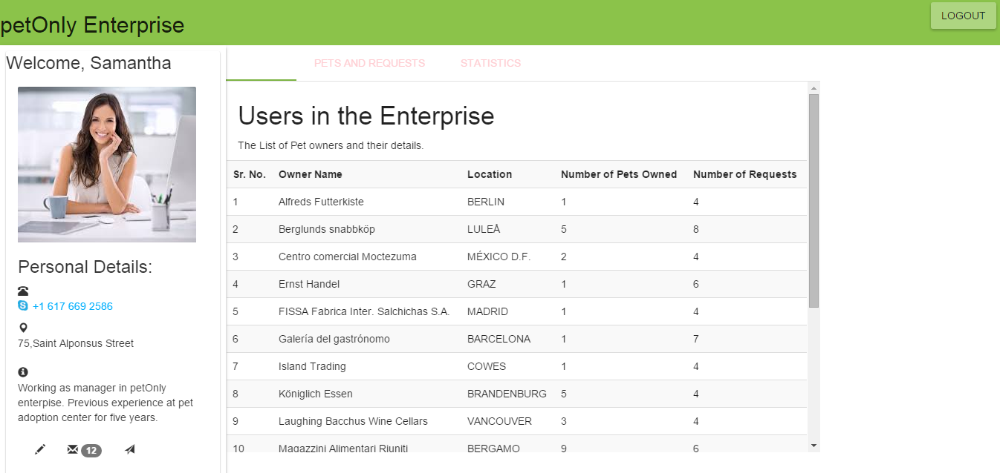 petOnly Enterprise
LOGOUT
Welcome, Samantha
PETS AND REQUESTS STATISTICS
Users in the Enterprise
The List of Pet owners and their details.
Sr. No. Owner Name Location Number of Pets Owned Number of Requests
1 Alfreds Futterkiste BERLIN 1 4
2 Berglunds snabbköp LULEÅ 5 8
3 Centro comercial Moctezuma MÉXICO D.F. 2 4
4 Ernst Handel GRAZ 1 6
5 FISSA Fabrica Inter. Salchichas S.A. MADRID 1 4
6 Galería del gastrónomo BARCELONA 1 7
7 Island Trading COWES 1 4
8 Königlich Essen BRANDENBURG 5 4
9 Laughing Bacchus Wine Cellars VANCOUVER 3 4
10 Magazzini Alimentari Riuniti BERGAMO 9 6
Personal Details:
+1 617 669 2586
75,Saint Alponsus Street
Working as manager in petOnly
enterpise. Previous experience at pet
adoption center for five years.
12